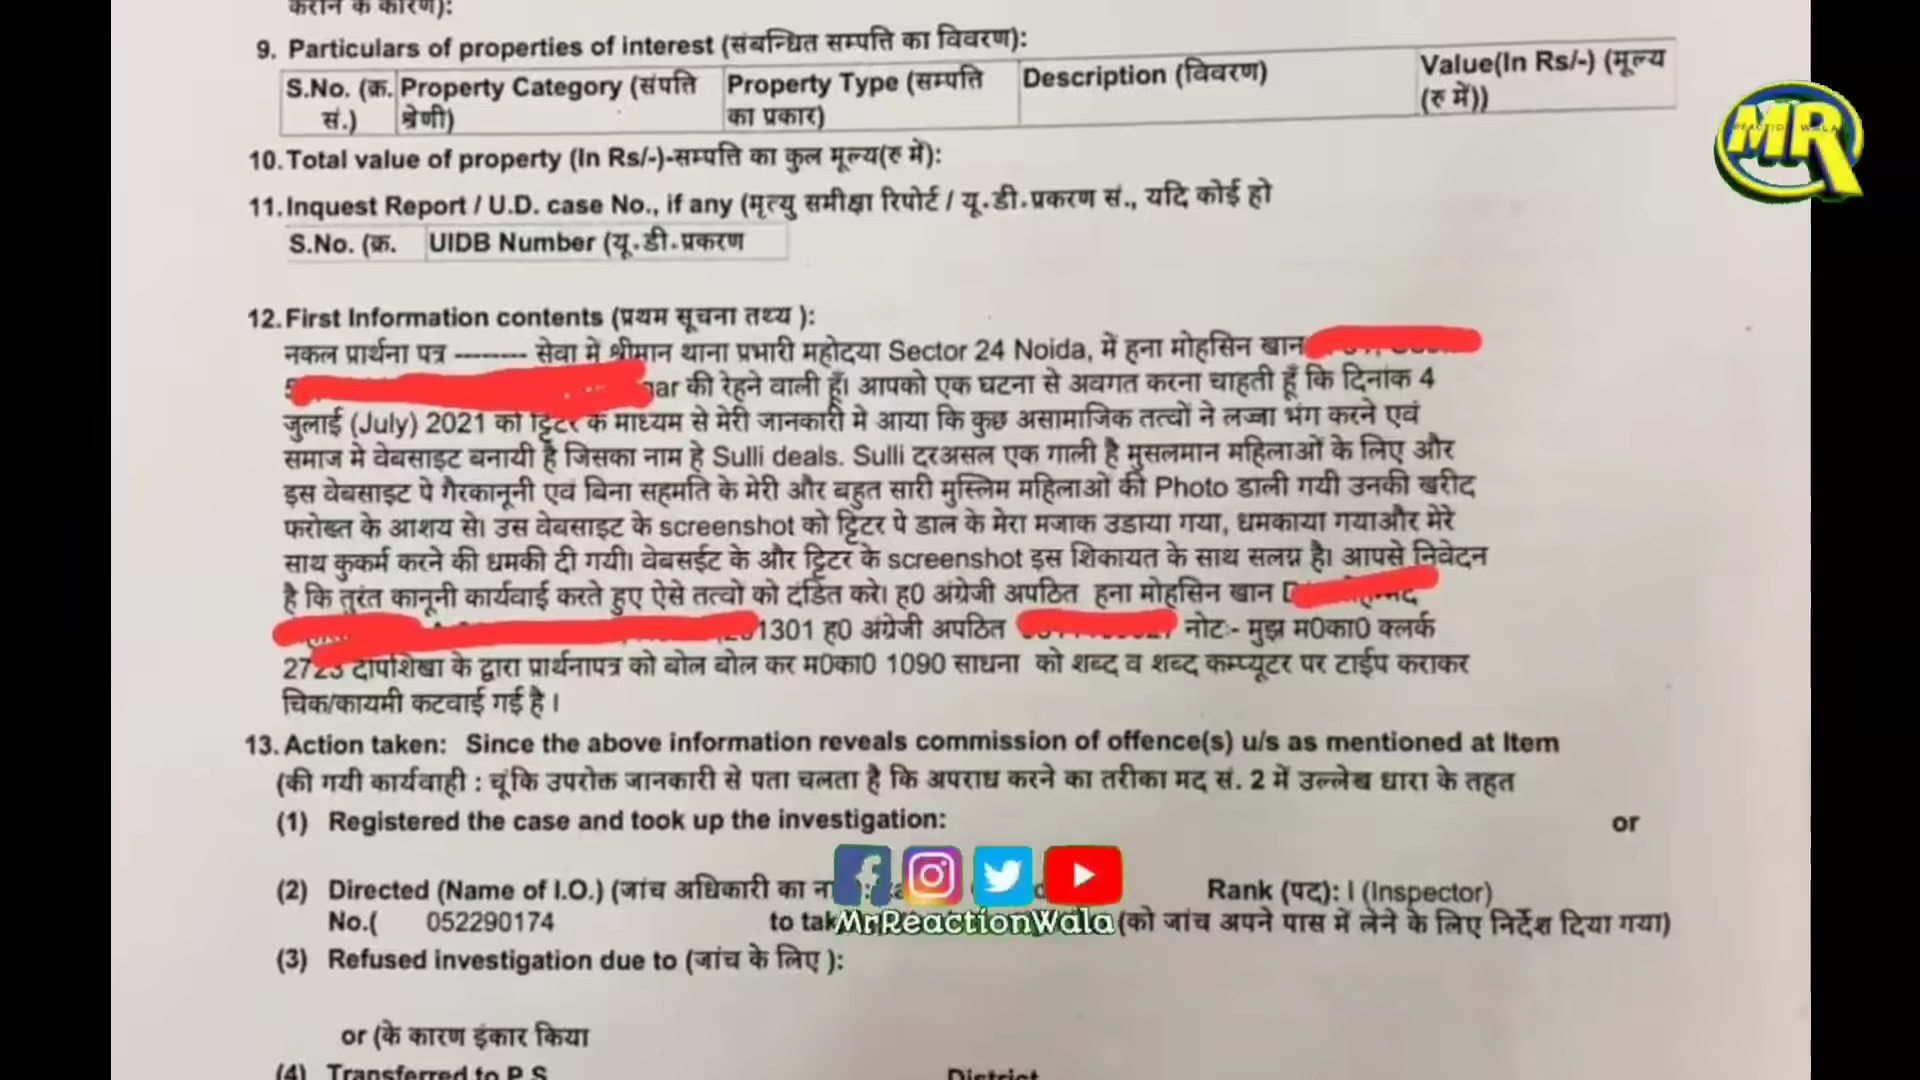 कराने के कारण):
9. Particulars of properties of interest (संबन्धित सम्पत्ति का विवरण):
S.No. (क्र. सं.) Property Category (संपत्ति श्रेणी) Property Type (सम्पत्ति का प्रकार) Description (विवरण) Value(In Rs/-) (मूल्य (रु में))
REACTION WALA
MR
10. Total value of property (In Rs/-)-सम्पत्ति का कुल मूल्य(रु में):
11. Inquest Report / U.D. case No., if any (मृत्यु समीक्षा रिपोर्ट / यू.डी.प्रकरण सं., यदि कोई हो
S.No. (क्र. UIDB Number (यू.डी.प्रकरण
12. First Information contents (प्रथम सूचना तथ्य ):
नकल प्रार्थना पत्र -------- सेवा में श्रीमान थाना प्रभारी महोदया Sector 24 Noida, में हना मोहसिन खान
की रेहने वाली हूँ। आपको एक घटना से अवगत करना चाहती हूँ कि दिनांक 4
जुलाई (July) 2021 को ट्विटर के माध्यम से मेरी जानकारी मे आया कि कुछ असामाजिक तत्वों ने लज्जा भंग करने एवं
समाज मे वेबसाइट बनायी है जिसका नाम हे Sulli deals. Sulli दरअसल एक गाली है मुसलमान महिलाओं के लिए और
इस वेबसाइट पे गैरकानूनी एवं बिना सहमति के मेरी और बहुत सारी मुस्लिम महिलाओं की Photo डाली गयी उनकी खरीद
फरोख्त के आशय से। उस वेबसाइट के screenshot को ट्विटर पे डाल के मेरा मजाक उडाया गया, धमकाया गयाऔर मेरे
साथ कुकर्म करने की धमकी दी गयी। वेबसईट के और ट्विटर के screenshot इस शिकायत के साथ सलग्न है। आपसे निवेदन
है कि तुरंत कानूनी कार्यवाई करते हुए ऐसे तत्वों को दंडित करे। ह0 अंग्रेजी अपठित हना मोहसिन खान
1301 ह0 अंग्रेजी अपठित नोटः- मुझ म0का0 क्लर्क
2723 दीपशिखा के द्वारा प्रार्थनापत्र को बोल बोल कर म0का0 1090 साधना को शब्द व शब्द कम्प्यूटर पर टाईप कराकर
चिक/कायमी कटवाई गई है ।
13. Action taken: Since the above information reveals commission of offence(s) u/s as mentioned at Item
(की गयी कार्यवाही : चूंकि उपरोक्त जानकारी से पता चलता है कि अपराध करने का तरीका मद सं. 2 में उल्लेख धारा के तहत
(1) Registered the case and took up the investigation: or
(2) Directed (Name of I.O.) (जांच अधिकारी का Rank (पद): I (Inspector)
No.( 052290174 to (को जांच अपने पास में लेने के लिए निर्देश दिया गया)
MrReactionWala
(3) Refused investigation due to (जांच के लिए ):
or (के कारण इंकार किया
(4) Transferred to P.S. District